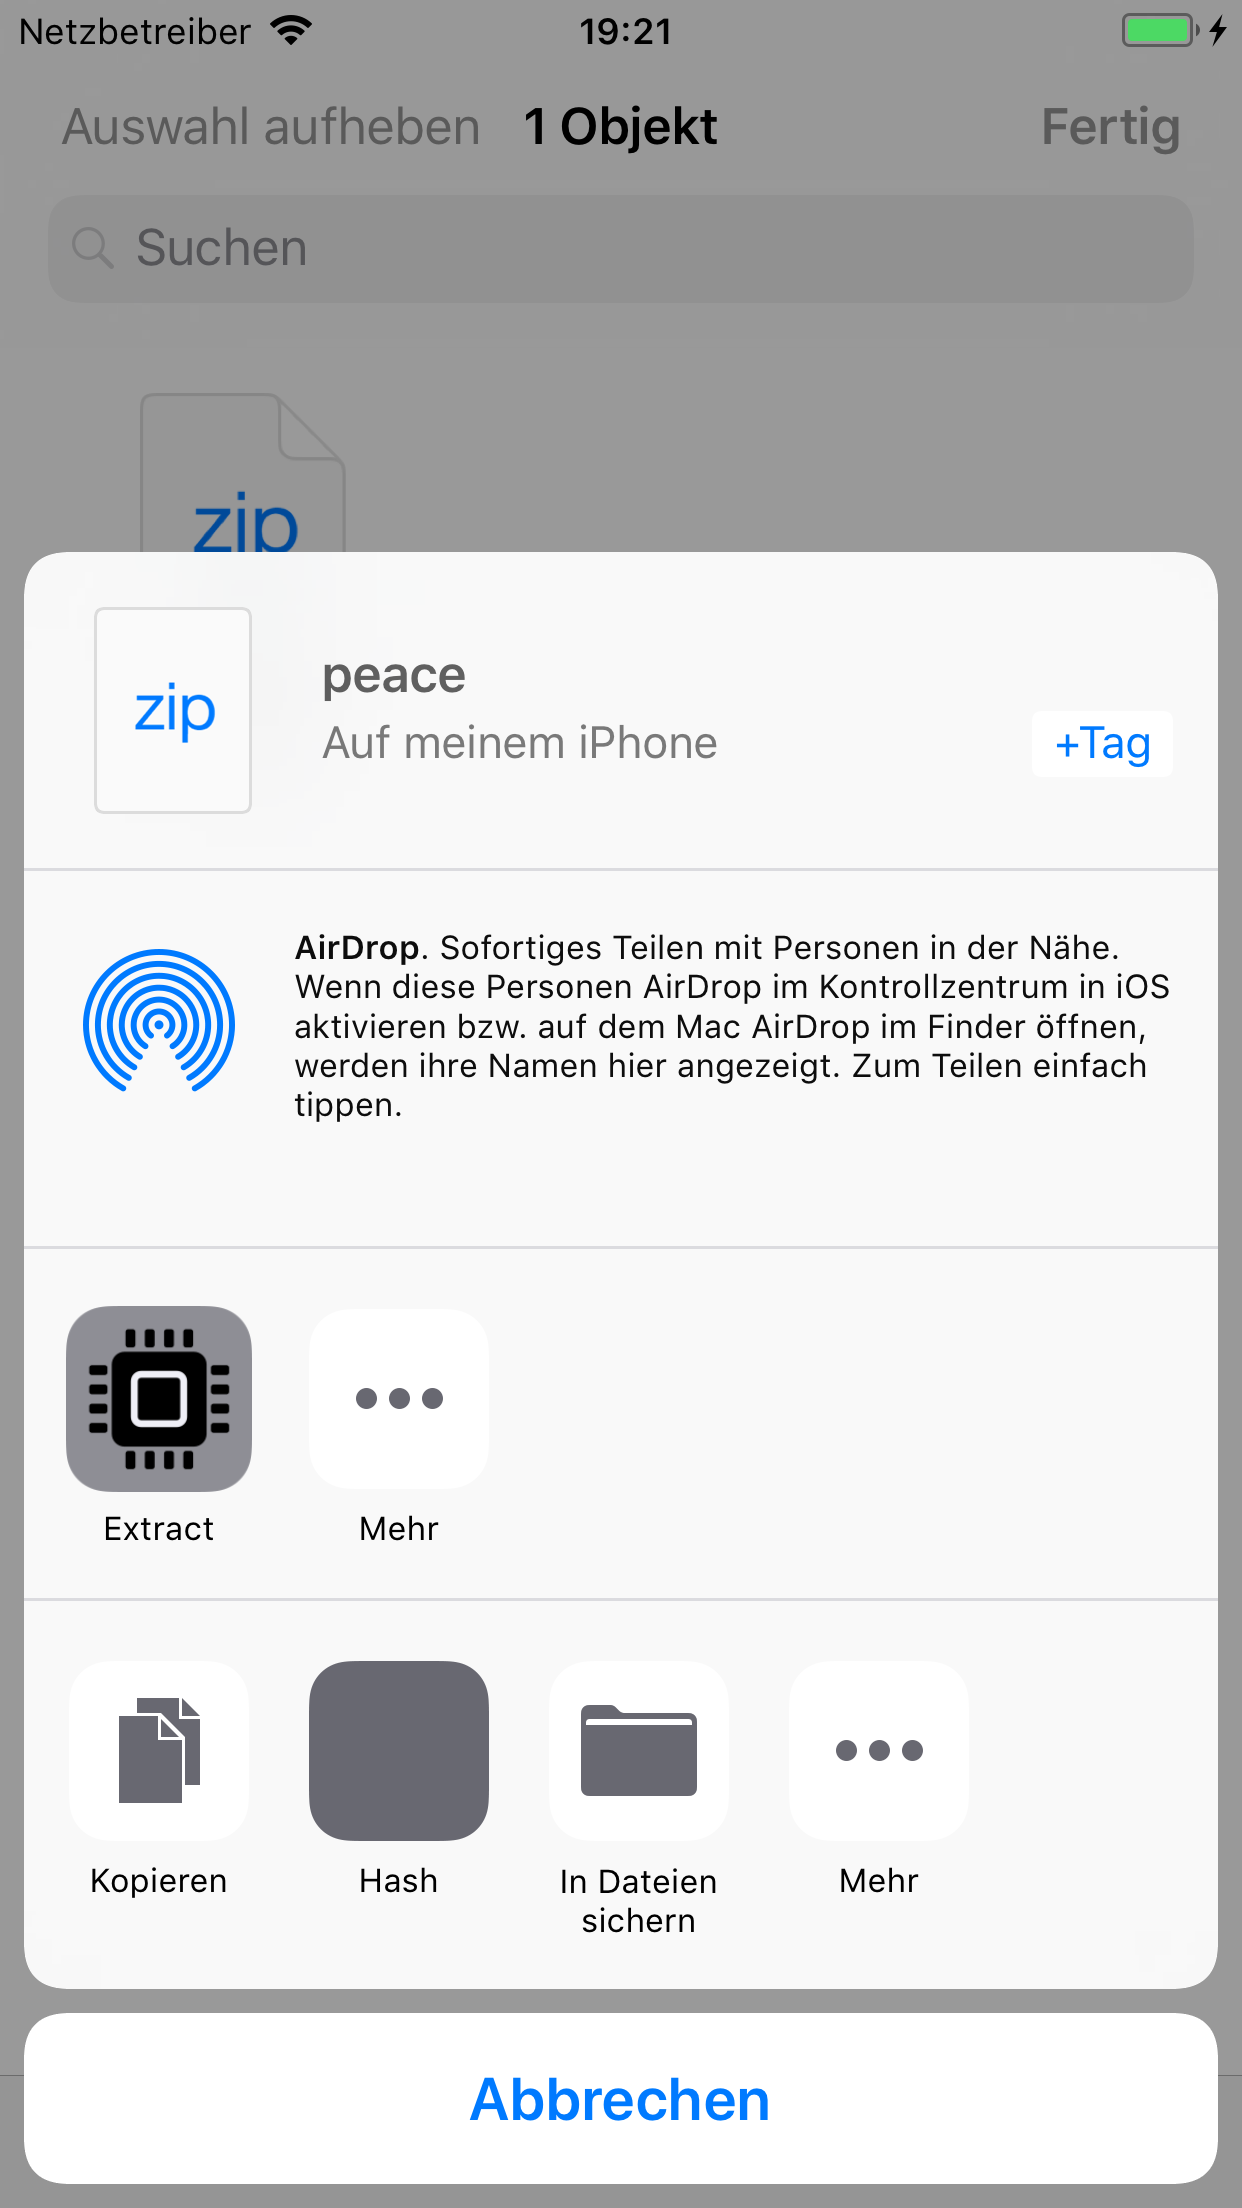 Netzbetreiber
19:21
Auswahl aufheben
1 Objekt
Fertig
Suchen
zip
zip
peace
Auf meinem iPhone
+Tag
AirDrop. Sofortiges Teilen mit Personen in der Nähe.
Wenn diese Personen AirDrop im Kontrollzentrum in iOS
aktivieren bzw. auf dem Mac AirDrop im Finder öffnen,
werden ihre Namen hier angezeigt. Zum Teilen einfach
tippen.
Extract
Mehr
Kopieren
Hash
In Dateien
sichern
Mehr
Abbrechen